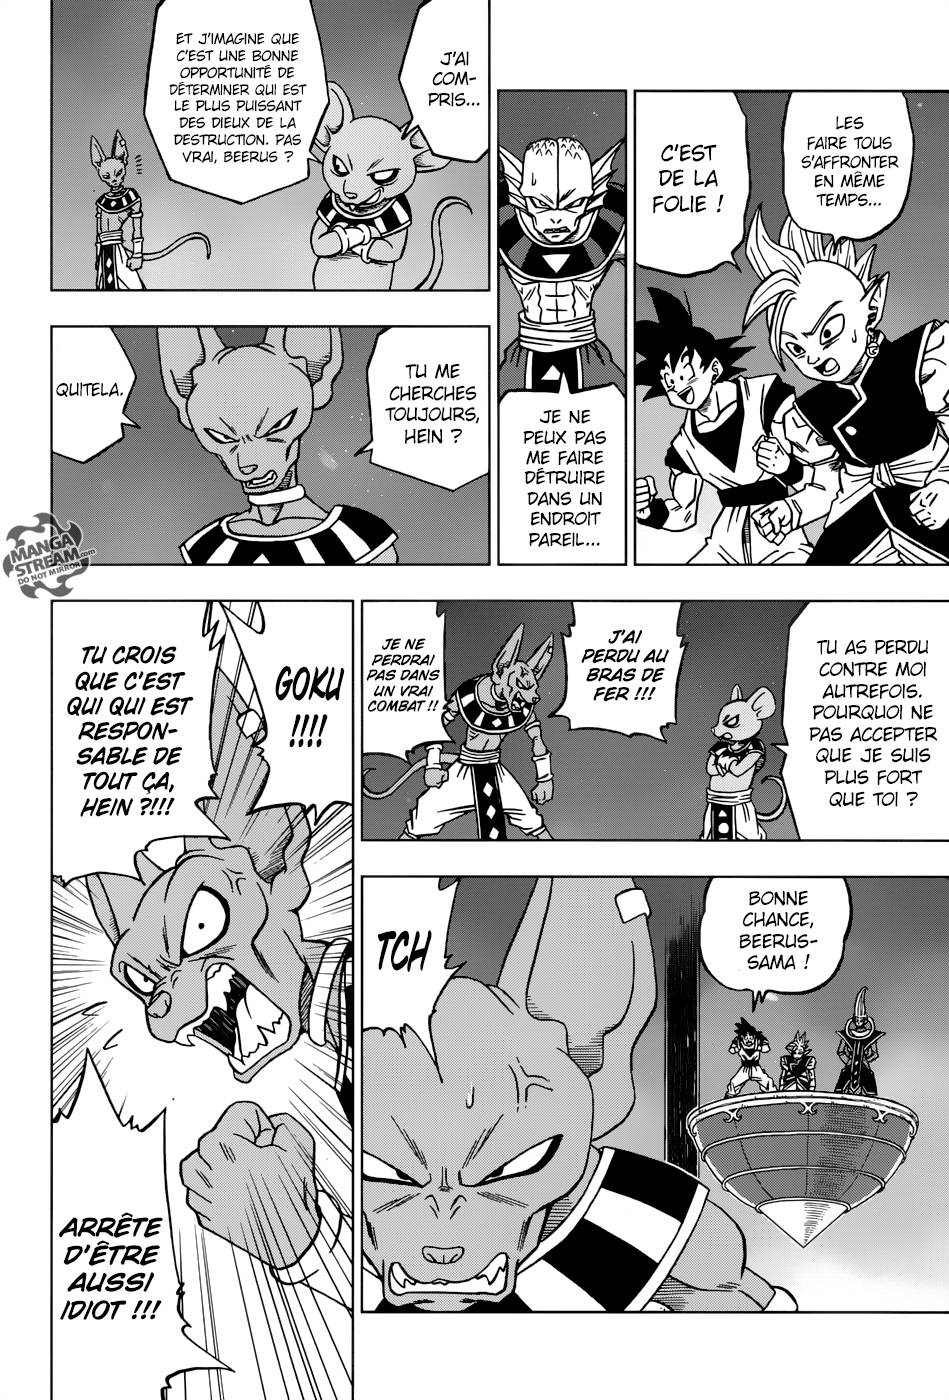 LES
FAIRE TOUS
S'AFFRONTER
EN MÊME
TEMPS...
C'EST
DE LA
FOLIE !
JE NE
PEUX PAS
ME FAIRE
DÉTRUIRE
DANS UN
ENDROIT
PAREIL...
J'AI
COM-
PRIS...
ET J'IMAGINE QUE
C'EST UNE BONNE
OPPORTUNITÉ DE
DÉTERMINER QUI EST
LE PLUS PUISSANT
DES DIEUX DE LA
DESTRUCTION. PAS
VRAI, BEERUS ?
TU ME
CHERCHES
TOUJOURS,
HEIN ?
QUITELA.
MANGA
STREAM.com
DO NOT MIRROR
TU AS PERDU
CONTRE MOI
AUTREFOIS.
POURQUOI NE
PAS ACCEPTER
QUE JE SUIS
PLUS FORT
QUE TOI ?
J'AI
PERDU AU
BRAS DE
FER !!!
JE NE
PERDRAI
PAS DANS
UN VRAI
COMBAT !!
BONNE
CHANCE,
BEERUS-
SAMA !
TCH
GOKU
!!!!
TU CROIS
QUE C'EST
QUI QUI EST
RESPON-
SABLE DE
TOUT ÇA,
HEIN ?!!!
ARRÊTE
D'ÊTRE
AUSSI
IDIOT !!!